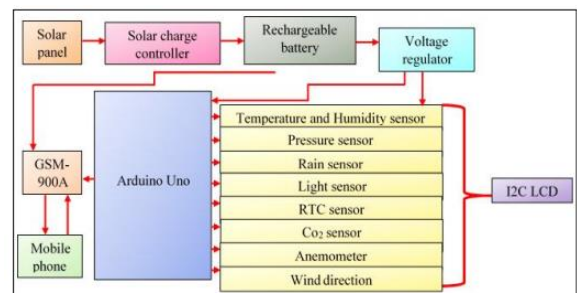 Solar
panel
Solar charge
controller
Rechargeable
battery
Voltage
regulator
GSM-
900A
Mobile
phone
Arduino Uno
Temperature and Humidity sensor
Pressure sensor
Rain sensor
Light sensor
RTC sensor
Co₂ sensor
Anemometer
Wind direction
I2C LCD